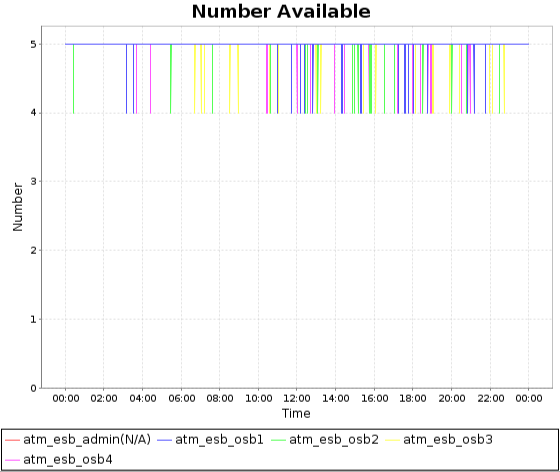 Number Available
5
4
3
2
1
0
Number
00:00 02:00 04:00 06:00 08:00 10:00 12:00 14:00 16:00 18:00 20:00 22:00 00:00
Time
atm_esb_admin(N/A) atm_esb_osb1 atm_esb_osb2 atm_esb_osb3
atm_esb_osb4